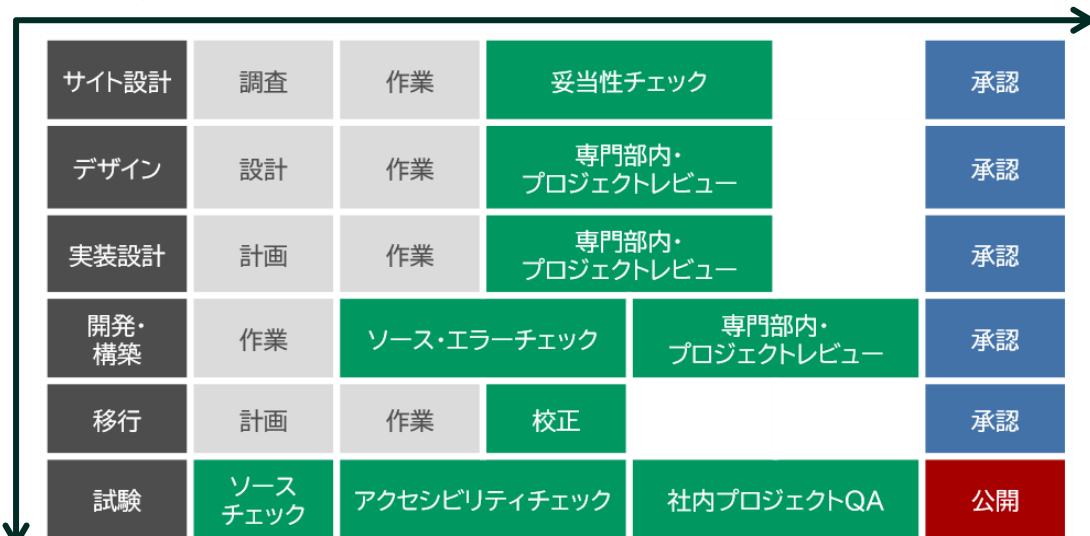 サイト設計
調査
作業
妥当性チェック
承認
デザイン
設計
作業
専門部内・
プロジェクトレビュー
承認
実装設計
計画
作業
専門部内・
プロジェクトレビュー
承認
開発・
構築
作業
ソース・エラーチェック
専門部内・
プロジェクトレビュー
承認
移行
計画
作業
校正
承認
試験
ソース
チェック
アクセシビリティチェック
社内プロジェクトQA
公開